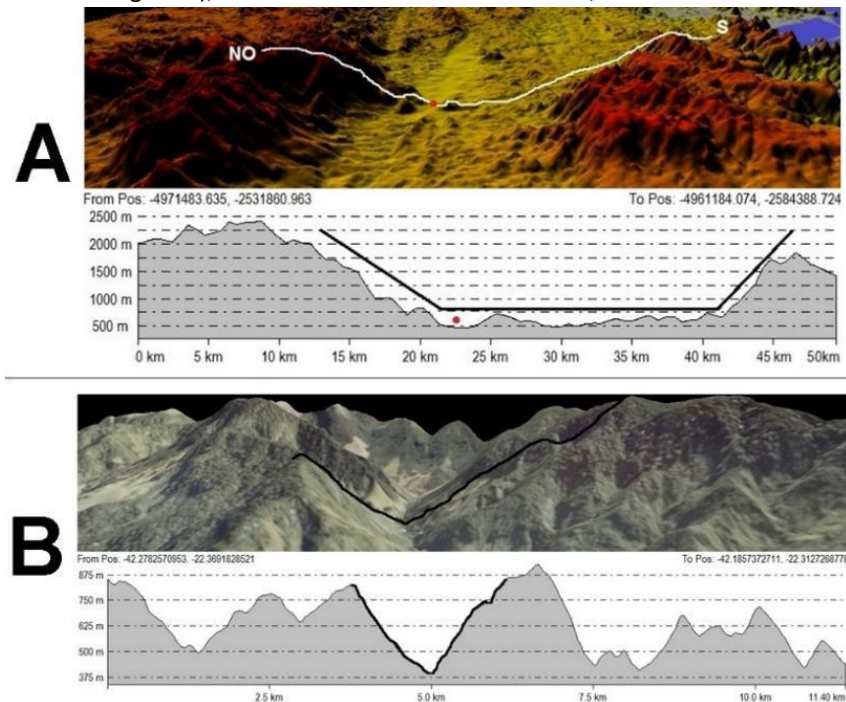 NO
S
A
From Pos: -4971483.635, -2531860.963 To Pos: -4961184.074, -2584388.724
2500 m
2000 m
1500 m
1000 m
500 m
0 km 5 km 10 km 15 km 20 km 25 km 30 km 35 km 40 km 45 km 50km
B
From Pos: -42.2782570953, -22.3691828521 To Pos: -42.1857372711, -22.3127268778
875 m
750 m
625 m
500 m
375 m
2.5 km 5.0 km 7.5 km 10.0 km 11.40 km